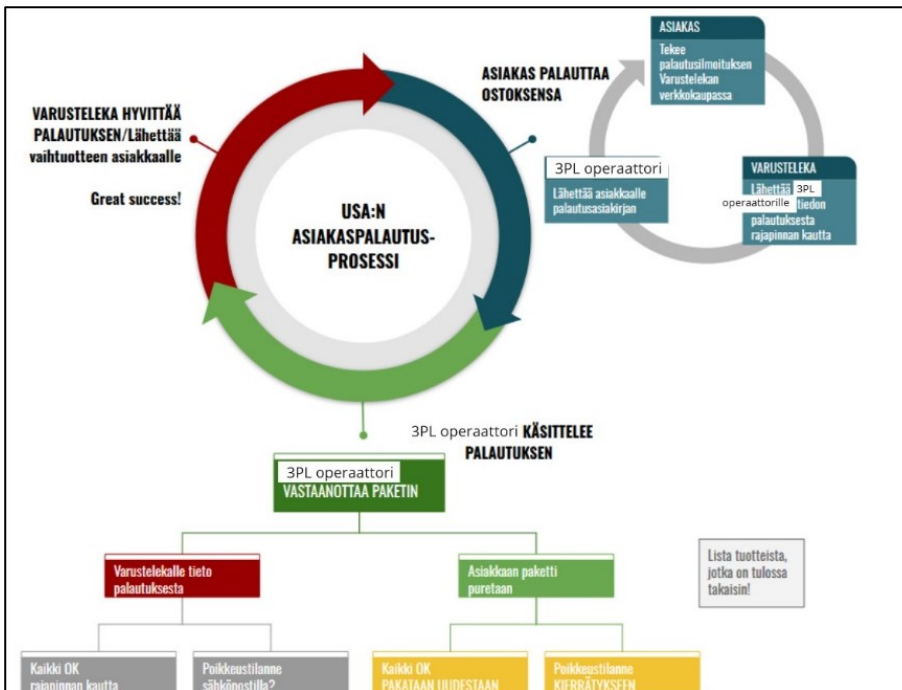 ASIAKAS
Tekee
palautusilmoituksen
Varustelekan
verkkokaupassa
ASIAKAS PALAUTTAA
OSTOKSENSA
VARUSTELEKA HYVITTÄÄ
PALAUTUKSEN/Lähettää
vaihtuotteen asiakkaalle
Great success!
3PL operaattori
Lähettää asiakkaalle
palautusasiakirjan
VARUSTELEKA
Lähettää 3PL
operaattorille tiedon
palautuksesta
rajapinnan kautta
USA:N
ASIAKASPALAUTUS-
PROSESSI
3PL operaattori KÄSITTELEE
PALAUTUKSEN
3PL operaattori
VASTAANOTTAA PAKETIN
Varustelekalle tieto
palautuksesta
Asiakkaan paketti
puretaan
Lista tuotteista,
jotka on tulossa
takaisin!
Kaikki OK
rajapinnan kautta
Poikkeustilanne
sähköpostilla?
Kaikki OK
PAKATAAN UUDESTAAN
Poikkeustilanne
KIERRÄTYKSEEN